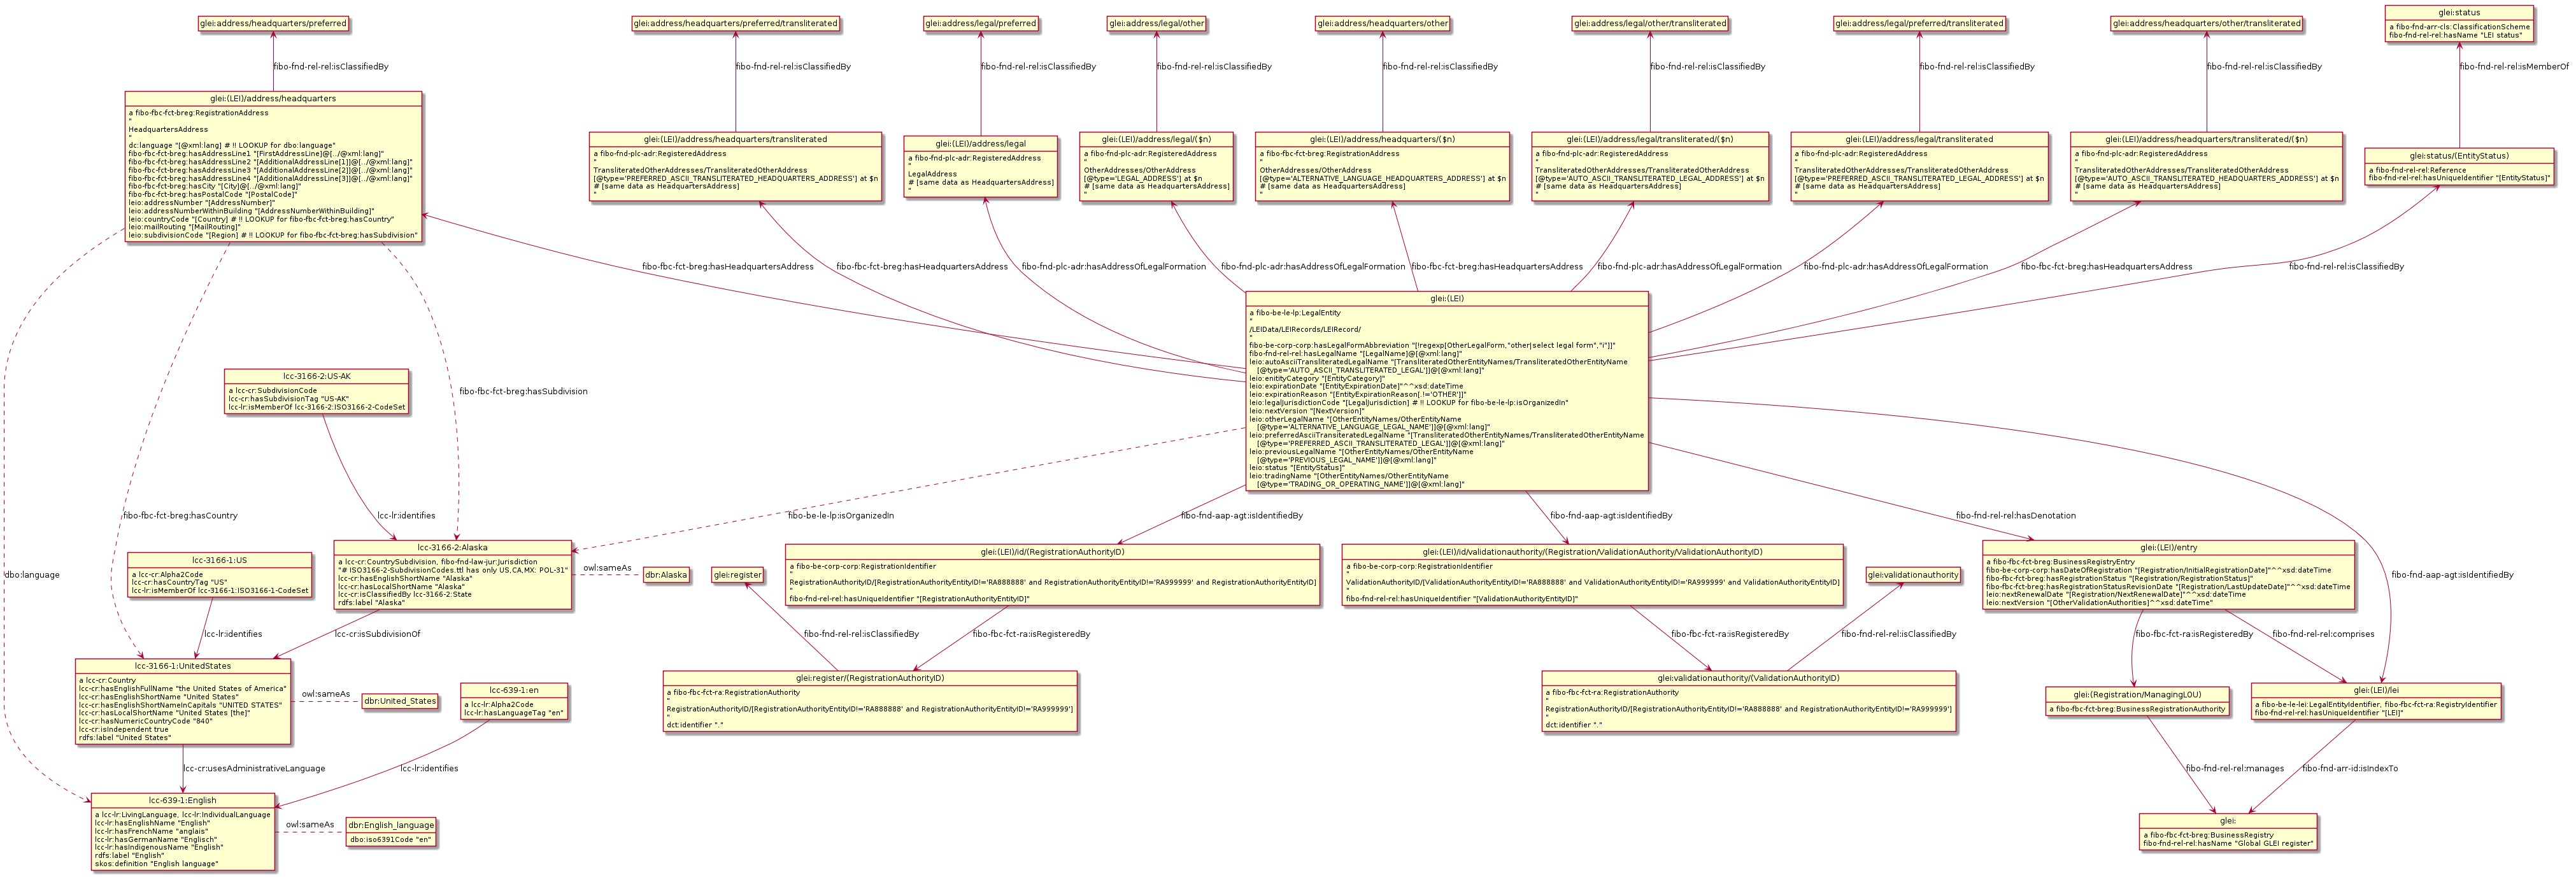 glei:address/headquarters/preferred
glei:address/headquarters/preferred/transliterated
glei:address/legal/preferred
glei:address/legal/other
glei:address/headquarters/other
glei:address/legal/other/transliterated
glei:address/legal/preferred/transliterated
glei:address/headquarters/other/transliterated
glei:status
a fibo-fnd-arr-cls:ClassificationScheme
fibo-fnd-rel-rel:hasName "LEI status"
fibo-fnd-rel-rel:isClassifiedBy
fibo-fnd-rel-rel:isClassifiedBy
fibo-fnd-rel-rel:isClassifiedBy
fibo-fnd-rel-rel:isClassifiedBy
fibo-fnd-rel-rel:isClassifiedBy
fibo-fnd-rel-rel:isClassifiedBy
fibo-fnd-rel-rel:isClassifiedBy
fibo-fnd-rel-rel:isClassifiedBy
fibo-fnd-rel-rel:isMemberOf
glei:(LEI)/address/headquarters
a fibo-fbc-fct-breg:RegistrationAddress
"
HeadquartersAddress
"
dc:language "[@xml:lang] # !! LOOKUP for dbo:language"
fibo-fbc-fct-breg:hasAddressLine1 "[FirstAddressLine]@[../@xml:lang]"
fibo-fbc-fct-breg:hasAddressLine2 "[AdditionalAddressLine[1]]@[../@xml:lang]"
fibo-fbc-fct-breg:hasAddressLine3 "[AdditionalAddressLine[2]]@[../@xml:lang]"
fibo-fbc-fct-breg:hasAddressLine4 "[AdditionalAddressLine[3]]@[../@xml:lang]"
fibo-fbc-fct-breg:hasCity "[City]@[../@xml:lang]"
fibo-fbc-fct-breg:hasPostalCode "[PostalCode]"
leio:addressNumber "[AddressNumber]"
leio:addressNumberWithinBuilding "[AddressNumberWithinBuilding]"
leio:countryCode "[Country] # !! LOOKUP for fibo-fbc-fct-breg:hasCountry"
leio:mailRouting "[MailRouting]"
leio:subdivisionCode "[Region] # !! LOOKUP for fibo-fbc-fct-breg:hasSubdivision"
glei:(LEI)/address/headquarters/transliterated
a fibo-fnd-plc-adr:RegisteredAddress
"
TransliteratedOtherAddresses/TransliteratedOtherAddress
[@type='PREFERRED_ASCII_TRANSLITERATED_HEADQUARTERS_ADDRESS'] at $n
# [same data as HeadquartersAddress]
"
glei:(LEI)/address/legal
a fibo-fnd-plc-adr:RegisteredAddress
"
LegalAddress
# [same data as HeadquartersAddress]
"
glei:(LEI)/address/legal/($n)
a fibo-fnd-plc-adr:RegisteredAddress
"
OtherAddresses/OtherAddress
[@type='LEGAL_ADDRESS'] at $n
# [same data as HeadquartersAddress]
"
glei:(LEI)/address/headquarters/($n)
a fibo-fbc-fct-breg:RegistrationAddress
"
OtherAddresses/OtherAddress
[@type='ALTERNATIVE_LANGUAGE_HEADQUARTERS_ADDRESS'] at $n
# [same data as HeadquartersAddress]
"
glei:(LEI)/address/legal/transliterated/($n)
a fibo-fnd-plc-adr:RegisteredAddress
"
TransliteratedOtherAddresses/TransliteratedOtherAddress
[@type='AUTO_ASCII_TRANSLITERATED_LEGAL_ADDRESS'] at $n
# [same data as HeadquartersAddress]
"
glei:(LEI)/address/legal/transliterated
a fibo-fnd-plc-adr:RegisteredAddress
"
TransliteratedOtherAddresses/TransliteratedOtherAddress
[@type='PREFERRED_ASCII_TRANSLITERATED_LEGAL_ADDRESS'] at $n
# [same data as HeadquartersAddress]
"
glei:(LEI)/address/headquarters/transliterated/($n)
a fibo-fnd-plc-adr:RegisteredAddress
"
TransliteratedOtherAddresses/TransliteratedOtherAddress
[@type='AUTO_ASCII_TRANSLITERATED_HEADQUARTERS_ADDRESS'] at $n
# [same data as HeadquartersAddress]
"
glei:status/(EntityStatus)
a fibo-fnd-rel-rel:Reference
fibo-fnd-rel-rel:hasUniqueIdentifier "[EntityStatus]"
fibo-fbc-fct-breg:hasHeadquartersAddress
fibo-fbc-fct-breg:hasHeadquartersAddress
fibo-fnd-plc-adr:hasAddressOfLegalFormation
fibo-fnd-plc-adr:hasAddressOfLegalFormation
fibo-fbc-fct-breg:hasHeadquartersAddress
fibo-fnd-plc-adr:hasAddressOfLegalFormation
fibo-fnd-plc-adr:hasAddressOfLegalFormation
fibo-fbc-fct-breg:hasHeadquartersAddress
fibo-fnd-rel-rel:isClassifiedBy
glei:(LEI)
a fibo-be-le-lp:LegalEntity
"
/LEIData/LEIRecords/LEIRecord/
"
fibo-be-corp-corp:hasLegalFormAbbreviation "[!regexp[OtherLegalForm,"other|select legal form","i"]]"
fibo-fnd-rel-rel:hasLegalName "[LegalName]@[@xml:lang]"
leio:autoAsciiTransliteratedLegalName "[TransliteratedOtherEntityNames/TransliteratedOtherEntityName
[@type='AUTO_ASCII_TRANSLITERATED_LEGAL']]@[@xml:lang]"
leio:enitityCategory "[EntityCategory]"
leio:expirationDate "[EntityExpirationDate]"^^xsd:dateTime
leio:expirationReason "[EntityExpirationReason[.!='OTHER']]"
leio:legalJurisdictionCode "[LegalJurisdiction] # !! LOOKUP for fibo-be-le-lp:isOrganizedIn"
leio:nextVersion "[NextVersion]"
leio:otherLegalName "[OtherEntityNames/OtherEntityName
[@type='ALTERNATIVE_LANGUAGE_LEGAL_NAME']]@[@xml:lang]"
leio:preferredAsciiTransiteratedLegalName "[TransliteratedOtherEntityNames/TransliteratedOtherEntityName
[@type='PREFERRED_ASCII_TRANSLITERATED_LEGAL']]@[@xml:lang]"
leio:previousLegalName "[OtherEntityNames/OtherEntityName
[@type='PREVIOUS_LEGAL_NAME']]@[@xml:lang]"
leio:status "[EntityStatus]"
leio:tradingName "[OtherEntityNames/OtherEntityName
[@type='TRADING_OR_OPERATING_NAME']]@[@xml:lang]"
lcc-3166-2:US-AK
a lcc-cr:SubdivisionCode
lcc-cr:hasSubdivisionTag "US-AK"
lcc-lr:isMemberOf lcc-3166-2:ISO3166-2-CodeSet
fibo-fbc-fct-breg:hasSubdivision
fibo-fbc-fct-breg:hasCountry
lcc-lr:identifies
fibo-be-le-lp:isOrganizedIn
fibo-fnd-aap-agt:isIdentifiedBy
fibo-fnd-aap-agt:isIdentifiedBy
fibo-fnd-rel-rel:hasDenotation
lcc-3166-2:Alaska
a lcc-cr:CountrySubdivision, fibo-fnd-law-jur:Jurisdiction
"# ISO3166-2-SubdivisionCodes.ttl has only US,CA,MX: POL-31"
lcc-cr:hasEnglishShortName "Alaska"
lcc-cr:hasLocalShortName "Alaska"
lcc-cr:isClassifiedBy lcc-3166-2:State
rdfs:label "Alaska"
owl:sameAs
dbr:Alaska
glei:register
glei:(LEI)/id/(RegistrationAuthorityID)
a fibo-be-corp-corp:RegistrationIdentifier
"
RegistrationAuthorityID/[RegistrationAuthorityEntityID!='RA888888' and RegistrationAuthorityEntityID!='RA999999' and RegistrationAuthorityEntityID]
"
fibo-fnd-rel-rel:hasUniqueIdentifier "[RegistrationAuthorityEntityID]"
glei:(LEI)/id/validationauthority/(Registration/ValidationAuthority/ValidationAuthorityID)
a fibo-be-corp-corp:RegistrationIdentifier
"
ValidationAuthorityID/[ValidationAuthorityEntityID!='RA888888' and ValidationAuthorityEntityID!='RA999999' and ValidationAuthorityEntityID]
"
fibo-fnd-rel-rel:hasUniqueIdentifier "[ValidationAuthorityEntityID]"
glei:validationauthority
glei:(LEI)/entry
a fibo-fbc-fct-breg:BusinessRegistryEntry
fibo-be-corp-corp:hasDateOfRegistration "[Registration/InitialRegistrationDate]"^^xsd:dateTime
fibo-fbc-fct-breg:hasRegistrationStatus "[Registration/RegistrationStatus]"
fibo-fbc-fct-breg:hasRegistrationStatusRevisionDate "[Registration/LastUpdateDate]"^^xsd:dateTime
leio:nextRenewalDate "[Registration/NextRenewalDate]"^^xsd:dateTime
leio:nextVersion "[OtherValidationAuthorities]^^xsd:dateTime"
fibo-fnd-aap-agt:isIdentifiedBy
dbo:language
lcc-3166-1:US
a lcc-cr:Alpha2Code
lcc-cr:hasCountryTag "US"
lcc-lr:isMemberOf lcc-3166-1:ISO3166-1-CodeSet
lcc-lr:identifies
lcc-cr:isSubdivisionOf
fibo-fnd-rel-rel:isClassifiedBy
fibo-fbc-fct-ra:isRegisteredBy
fibo-fbc-fct-ra:isRegisteredBy
fibo-fnd-rel-rel:isClassifiedBy
fibo-fbc-fct-ra:isRegisteredBy
fibo-fnd-rel-rel:comprises
lcc-3166-1:UnitedStates
a lcc-cr:Country
lcc-cr:hasEnglishFullName "the United States of America"
lcc-cr:hasEnglishShortName "United States"
lcc-cr:hasEnglishShortNameInCapitals "UNITED STATES"
lcc-cr:hasLocalShortName "United States [the]"
lcc-cr:hasNumericCountryCode "840"
lcc-cr:isIndependent true
rdfs:label "United States"
owl:sameAs
dbr:United_States
lcc-639-1:en
a lcc-lr:Alpha2Code
lcc-lr:hasLanguageTag "en"
glei:register/(RegistrationAuthorityID)
a fibo-fbc-fct-ra:RegistrationAuthority
"
RegistrationAuthorityID/[RegistrationAuthorityEntityID!='RA888888' and RegistrationAuthorityEntityID!='RA999999']
"
dct:identifier "."
glei:validationauthority/(ValidationAuthorityID)
a fibo-fbc-fct-ra:RegistrationAuthority
"
RegistrationAuthorityID/[RegistrationAuthorityEntityID!='RA888888' and RegistrationAuthorityEntityID!='RA999999']
"
dct:identifier "."
glei:(Registration/ManagingLOU)
a fibo-fbc-fct-breg:BusinessRegistrationAuthority
glei:(LEI)/lei
a fibo-be-le-lei:LegalEntityIdentifier, fibo-fbc-fct-ra:RegistryIdentifier
fibo-fnd-rel-rel:hasUniqueIdentifier "[LEI]"
lcc-cr:usesAdministrativeLanguage
lcc-lr:identifies
fibo-fnd-rel-rel:manages
fibo-fnd-arr-id:isIndexTo
lcc-639-1:English
a lcc-lr:LivingLanguage, lcc-lr:IndividualLanguage
lcc-lr:hasEnglishName "English"
lcc-lr:hasFrenchName "anglais"
lcc-lr:hasGermanName "Englisch"
lcc-lr:hasIndigenousName "English"
rdfs:label "English"
skos:definition "English language"
owl:sameAs
dbr:English_language
dbo:iso6391Code "en"
glei:
a fibo-fbc-fct-breg:BusinessRegistry
fibo-fnd-rel-rel:hasName "Global GLEI register"